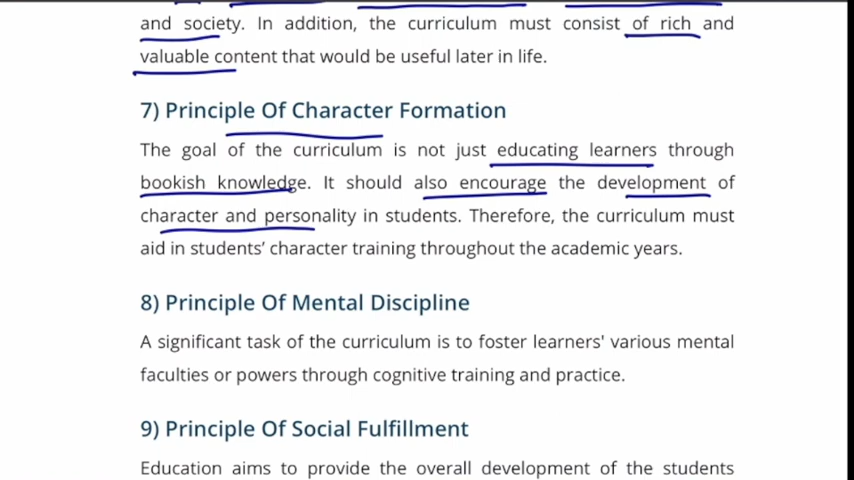 and society. In addition, the curriculum must consist of rich and
valuable content that would be useful later in life.
7) Principle Of Character Formation
The goal of the curriculum is not just educating learners through
bookish knowledge. It should also encourage the development of
character and personality in students. Therefore, the curriculum must
aid in students’ character training throughout the academic years.
8) Principle Of Mental Discipline
A significant task of the curriculum is to foster learners' various mental
faculties or powers through cognitive training and practice.
9) Principle Of Social Fulfillment
Education aims to provide the overall development of the students